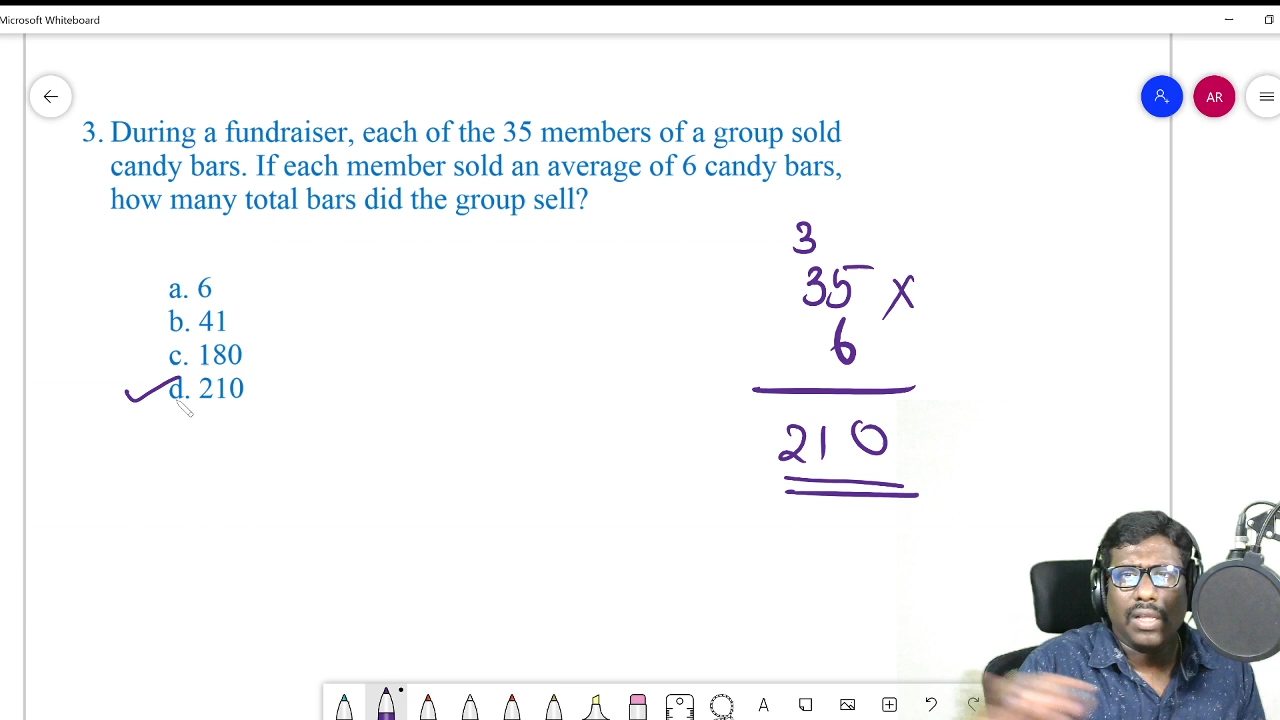 Microsoft Whiteboard
AR
3. During a fundraiser, each of the 35 members of a group sold
candy bars. If each member sold an average of 6 candy bars,
how many total bars did the group sell?
3
35 X
6
210
a. 6
b. 41
c. 180
d. 210
A